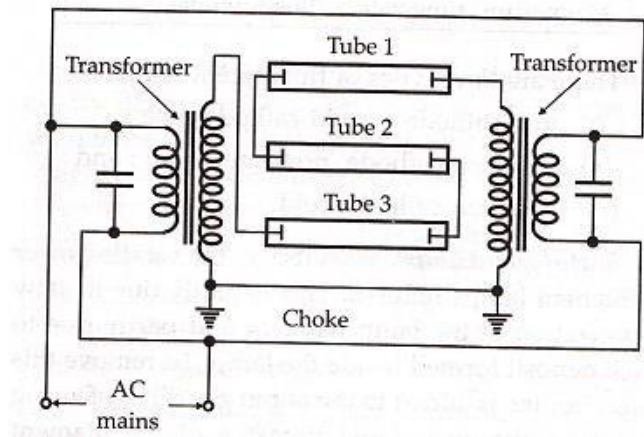 Tube 1
Transformer
Transformer
Tube 2
Tube 3
Choke
AC
mains